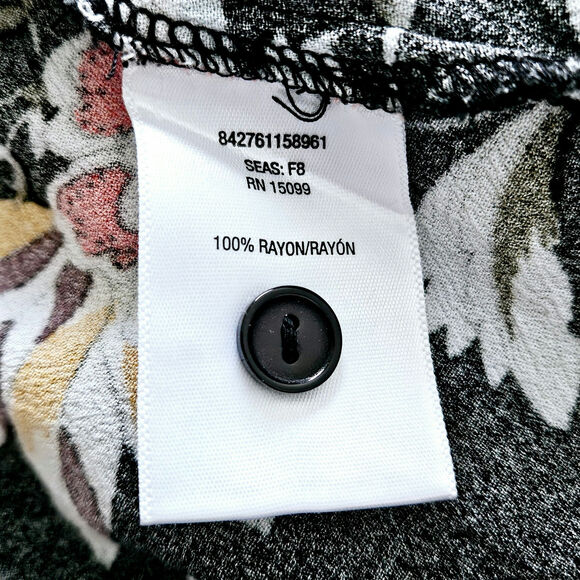 842761158961
SEAS: F8
RN 15099
100% RAYON/RAYÓN